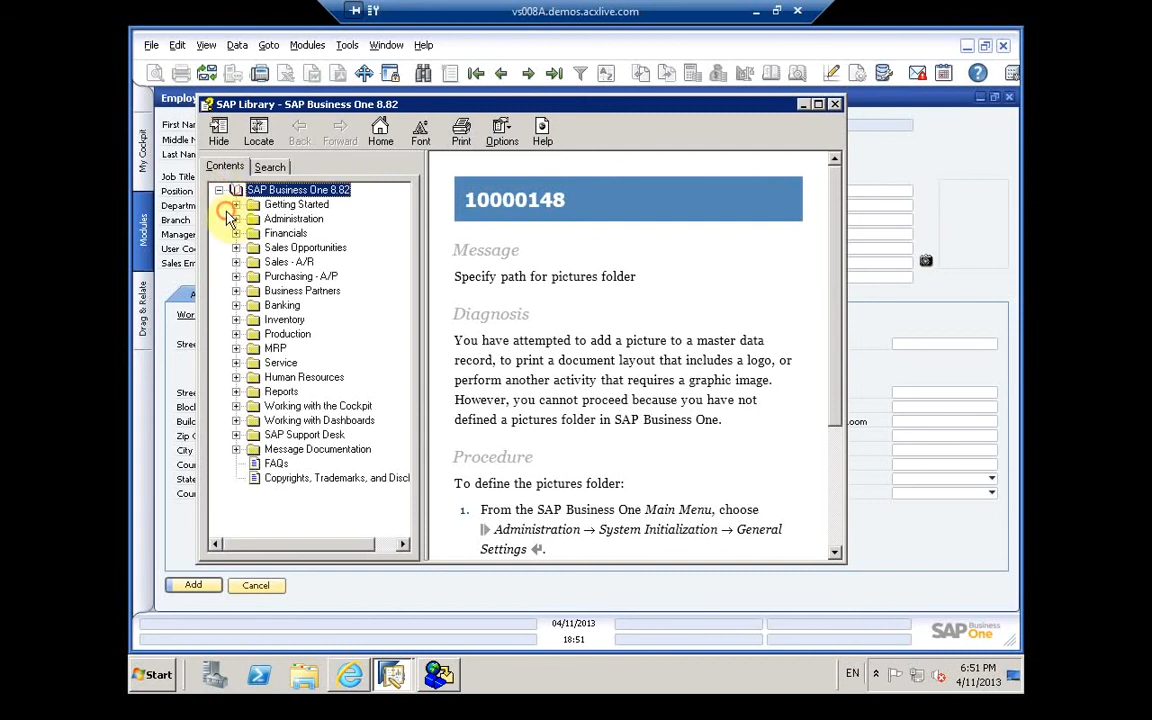 vs008A.demos.acxlive.com
File Edit View Data Goto Modules Tools Window Help
Employ
SAP Library - SAP Business One 8.82
First Na
Middle N
Last Nam
Job Title
Position
Departm
Branch
Manage
User Co
Sales Em
My Cockpit
Modules
Drag & Relate
Hide Locate Back Forward Home Font Print Options Help
Contents Search
SAP Business One 8.82
Getting Started
Administration
Financials
Sales Opportunities
Sales - A/R
Purchasing - A/P
Business Partners
Banking
Inventory
Production
MRP
Service
Human Resources
Reports
Working with the Cockpit
Working with Dashboards
SAP Support Desk
Message Documentation
FAQs
Copyrights, Trademarks, and Discl
10000148
Message
Specify path for pictures folder
Diagnosis
You have attempted to add a picture to a master data
record, to print a document layout that includes a logo, or
perform another activity that requires a graphic image.
However, you cannot proceed because you have not
defined a pictures folder in SAP Business One.
Procedure
To define the pictures folder:
1. From the SAP Business One Main Menu, choose
Administration → System Initialization → General
Settings
A
Wor
Stree
Stree
Bloc
Buil
Zip C
City
Cou
State
Cou
oom
Add Cancel
04/11/2013
18:51
SAP Business One
Start
EN
6:51 PM
4/11/2013